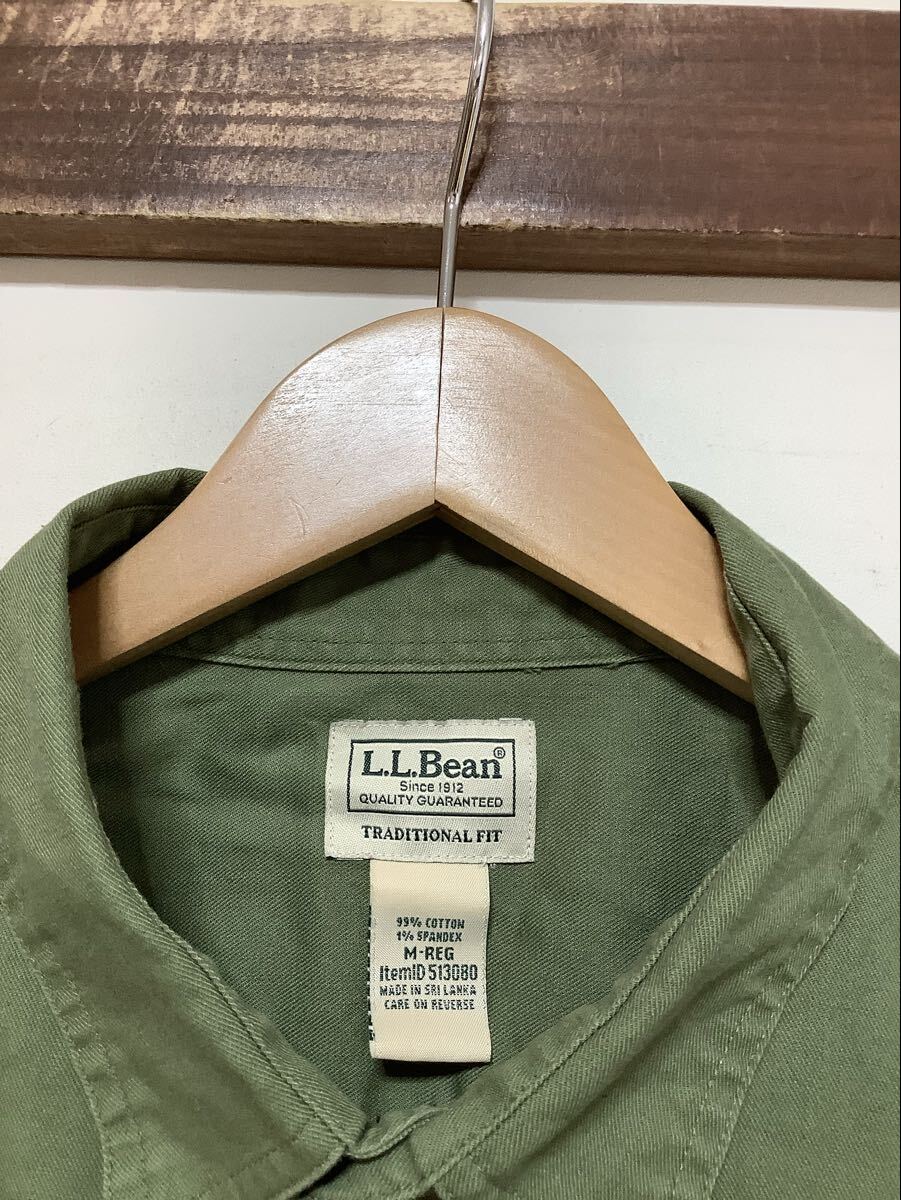 L.L.Bean®
Since 1912
QUALITY GUARANTEED
TRADITIONAL FIT
99% COTTON
1% SPANDEX
M-REG
ItemID 513080
MADE IN SRI LANKA
CARE ON REVERSE